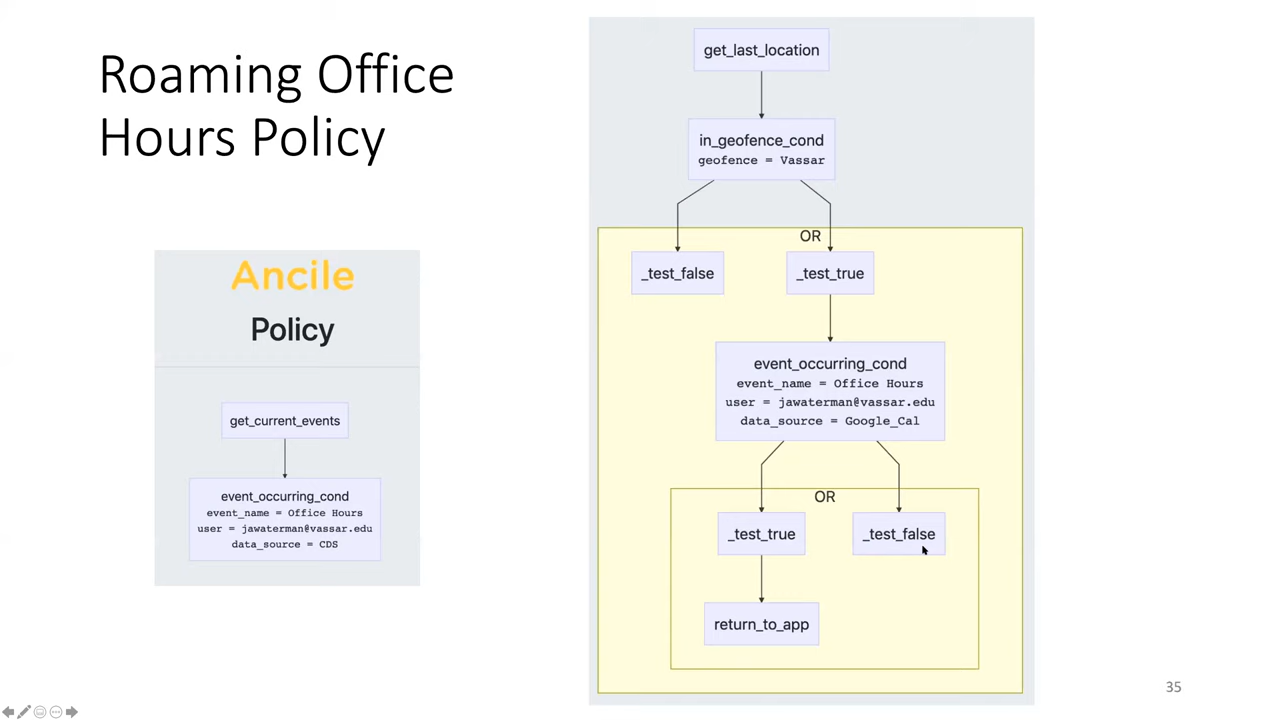 Roaming Office
Hours Policy
Ancile
Policy
get_current_events
event_occurring_cond
event_name = Office Hours
user = jawaterman@vassar.edu
data_source = CDS
get_last_location
in_geofence_cond
geofence = Vassar
OR
_test_false
_test_true
event_occurring_cond
event_name = Office Hours
user = jawaterman@vassar.edu
data_source = Google_Cal
OR
_test_true
_test_false
return_to_app
35